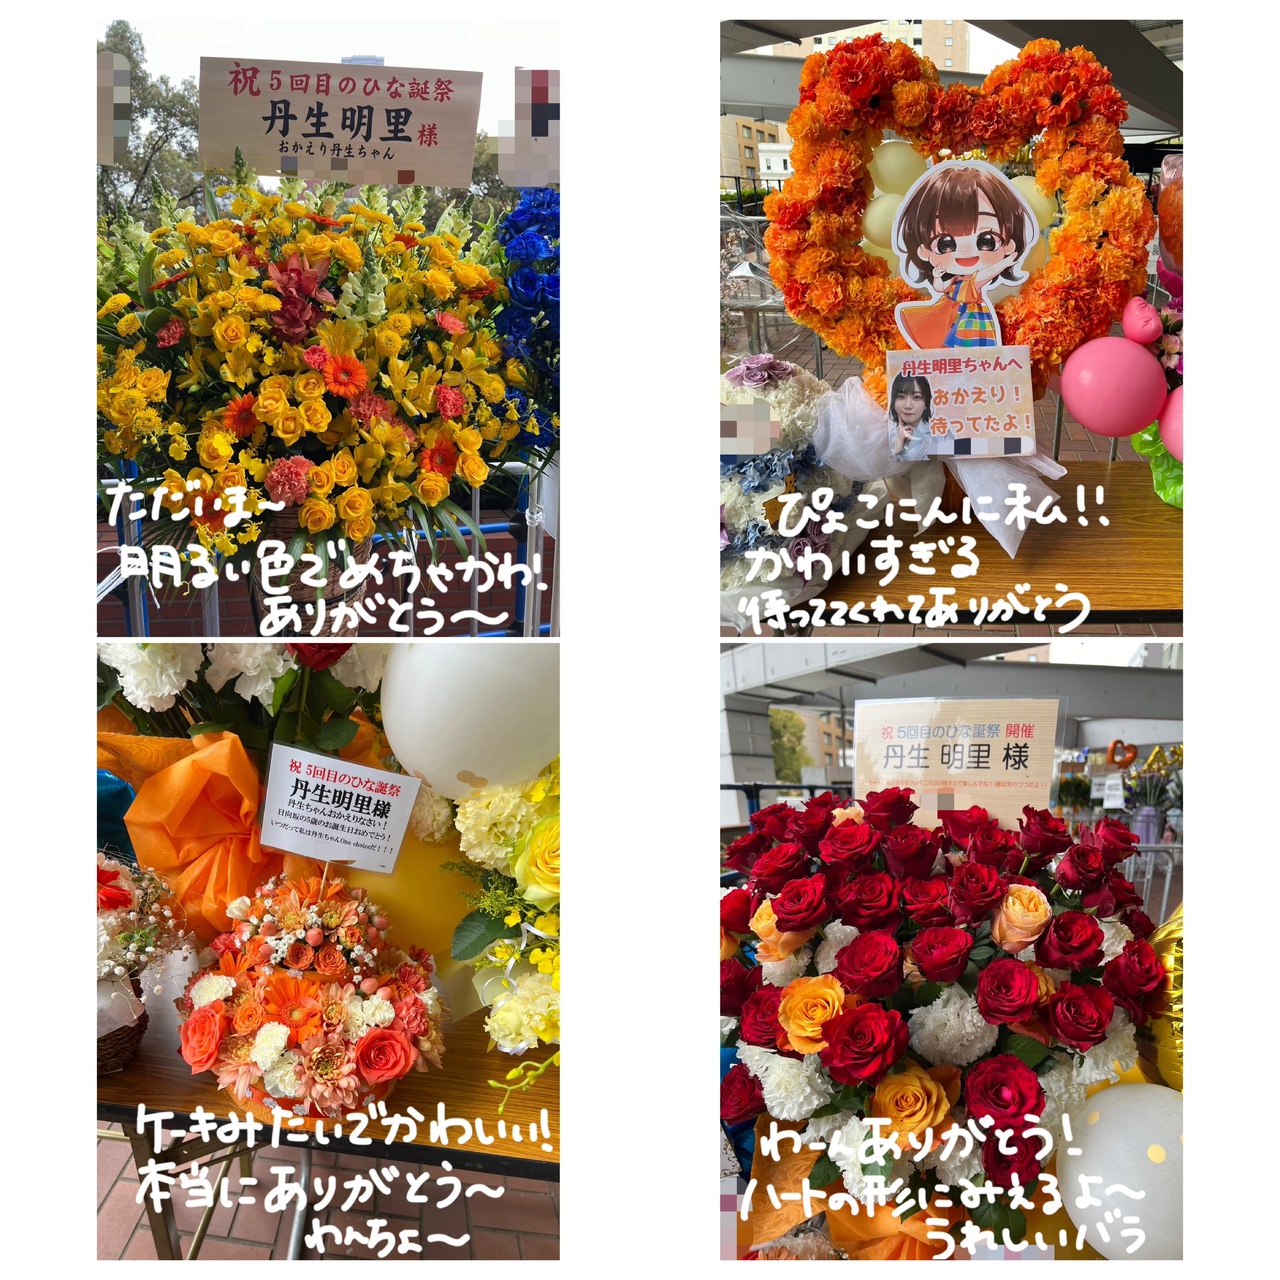 祝5回目のひな誕祭
丹生明里様
おかえり丹生ちゃん
ただいま〜
明るい色でめちゃかわ!
ありがとう〜
丹生明里ちゃんへ
おかえり!
待ってたよ!
ぴょこにんに私!!
かわいすぎる
待っててくれてありがとう
祝 5回目のひな誕祭
丹生明里様
丹生ちゃんおかえりなさい!
日向坂の5歳のお誕生日おめでとう!
いつだって私は丹生ちゃんOne choiceだ!!!
ケーキみたいでかわいい!
本当にありがとう〜
わんちょ〜
祝 5回目のひな誕祭 開催
丹生 明里 様
わーんありがとう!
ハートの形にみえるよ〜
うれしいバラ